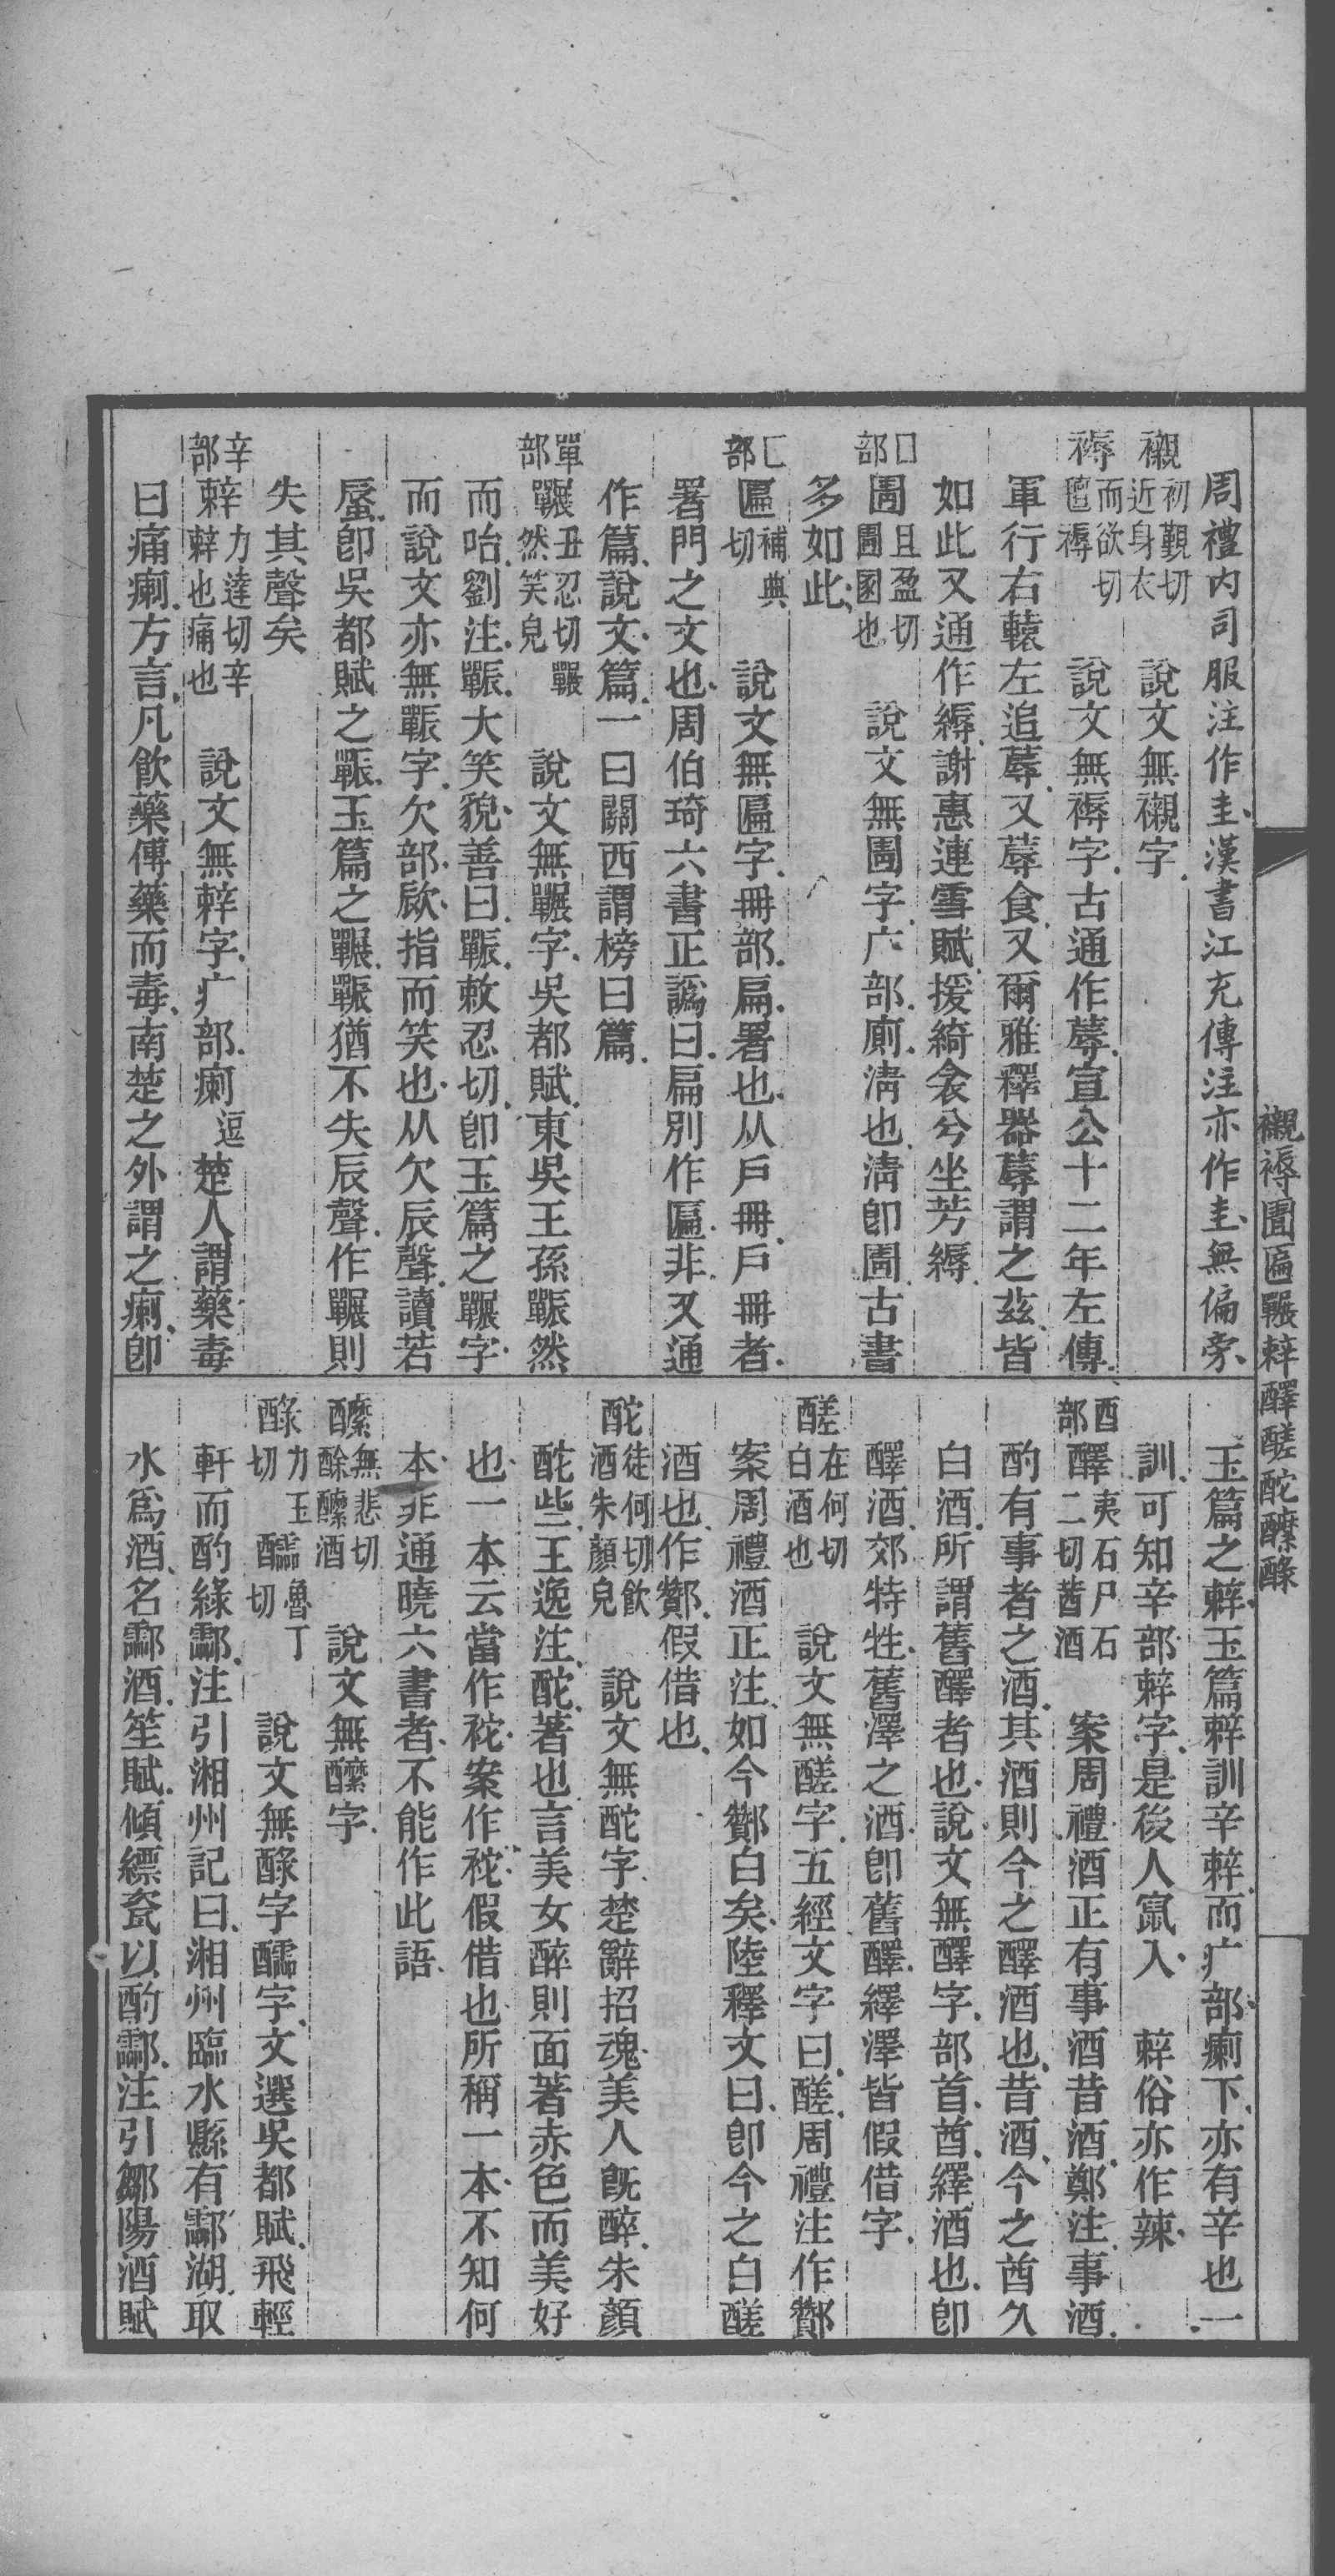 周禮內司服注作圭漢書江充傳注亦作圭無偏旁
襯初覲切近身衣　說文無襯字
褥而欲切氊褥　說文無褥字古通作蓐宣公十二年左傳
軍行右轅左追蓐又蓐食又爾雅釋器蓐謂之茲皆
如此又通作縟謝惠連雪賦援綺衾兮坐芳縟
囗部圊且盈切圊圂也　說文無圊字广部廁淸也淸卽圊古書
多如此
匚部匾補典切　說文無匾字冊部扁署也从戶冊戶冊者
署門之文也周伯琦六書正譌曰扁別作匾非又通
作篇說文篇一曰關西謂榜曰篇
單部囅丑忍切囅然笑皃　說文無囅字吳都賦東吳王孫辴然
而咍劉注辴大笑貌善曰辴敕忍切卽玉篇之囅字
而說文亦無辴字欠部㰮指而笑也从欠辰聲讀若
蜃卽吳都賦之辴玉篇之囅辴猶不失辰聲作囅則
失其聲矣
辛部辢力達切辛辢也痛也　說文無辢字疒部瘌逗楚人謂藥毒
曰痛瘌方言凡飮藥傅藥而毒南楚之外謂之瘌卽
玉篇之辢玉篇辢訓辛辢而疒部瘌下亦有辛也一
訓可知辛部辢字是後人竄入　辢俗亦作辣
酉部醳夷石尸石二切酋酒　案周禮酒正有事酒昔酒鄭注事酒
酌有事者之酒其酒則今之醳酒也昔酒今之酋久
白酒所謂舊醳者也說文無醳字部首酋繹酒也卽
醳酒郊特牲舊澤之酒卽舊醳繹澤皆假借字
醝在何切白酒也　說文無醝字五經文字曰醝周禮注作酇
案周禮酒正注如今酇白矣陸釋文曰卽今之白醝
酒也作酇假借也
酡徒何切飮酒朱顏皃　說文無酡字楚辭招魂美人旣醉朱顏
酡些王逸注酡著也言美女醉則面著赤色而美好
也一本云當作袉案作袉假借也所稱一本不知何
本非通曉六書者不能作此語
醾無悲切酴醾酒　說文無醾字
醁力玉切醽魯丁切　說文無醁字醽字文選吳都賦飛輕
軒而酌綠酃注引湘州記曰湘州臨水縣有酃湖取
水爲酒名酃酒笙賦傾縹瓷以酌酃注引鄒陽酒賦
襯褥圊匾囅辢醳醝酡醾醁